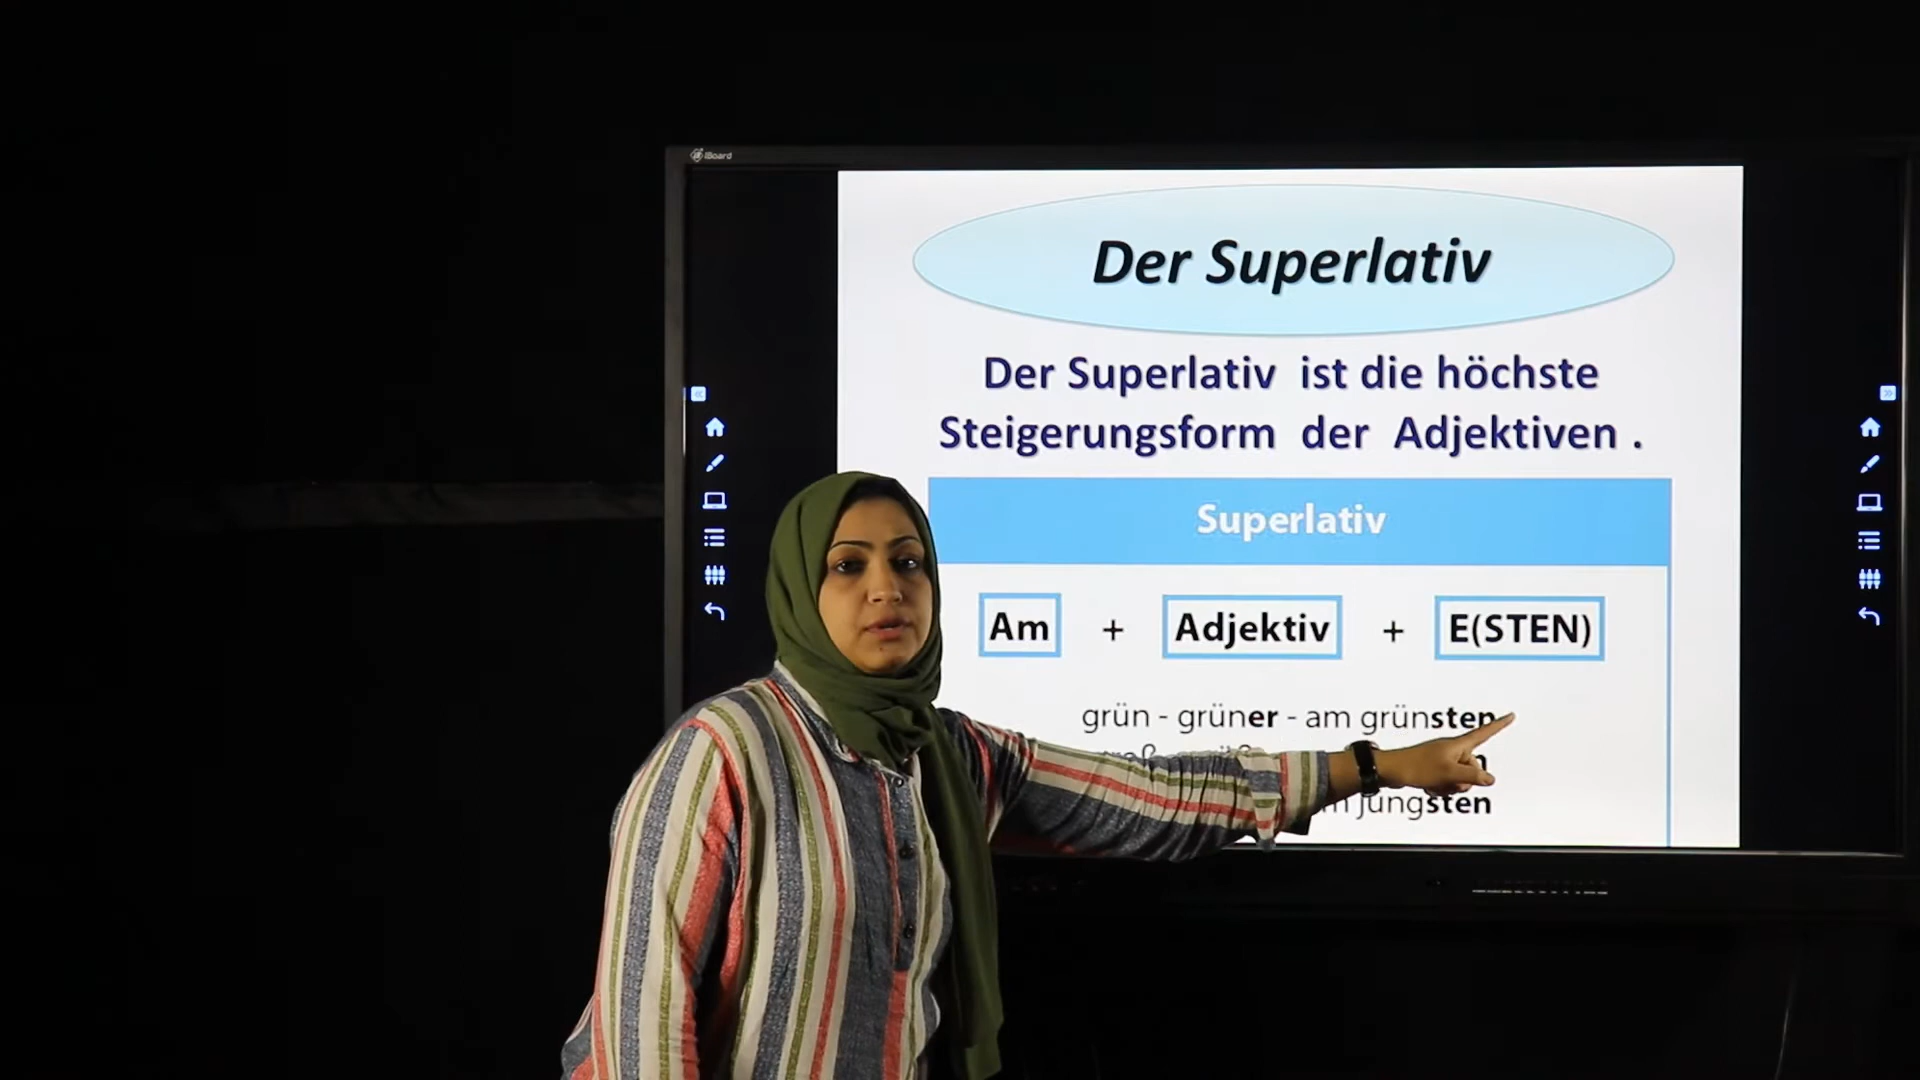 iBoard
Der Superlativ
Der Superlativ ist die höchste
Steigerungsform der Adjektiven .
Superlativ
Am + Adjektiv + E(STEN)
grün - grüner - am grünsten
jüngsten